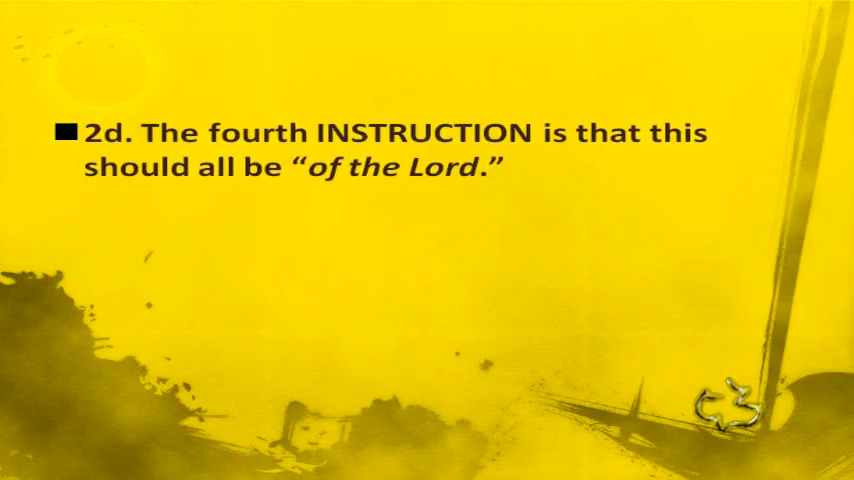 ■ 2d. The fourth INSTRUCTION is that this
should all be “of the Lord.”